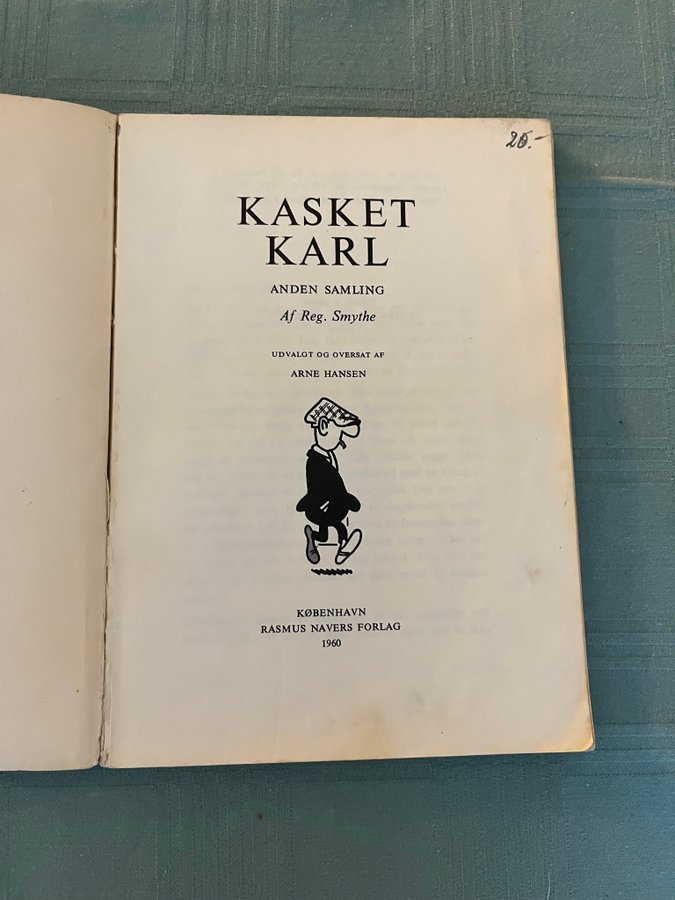 20.-
KASKET
KARL
ANDEN SAMLING
Af Reg. Smythe
UDVALGT OG OVERSAT AF
ARNE HANSEN
KØBENHAVN
RASMUS NAVERS FORLAG
1960